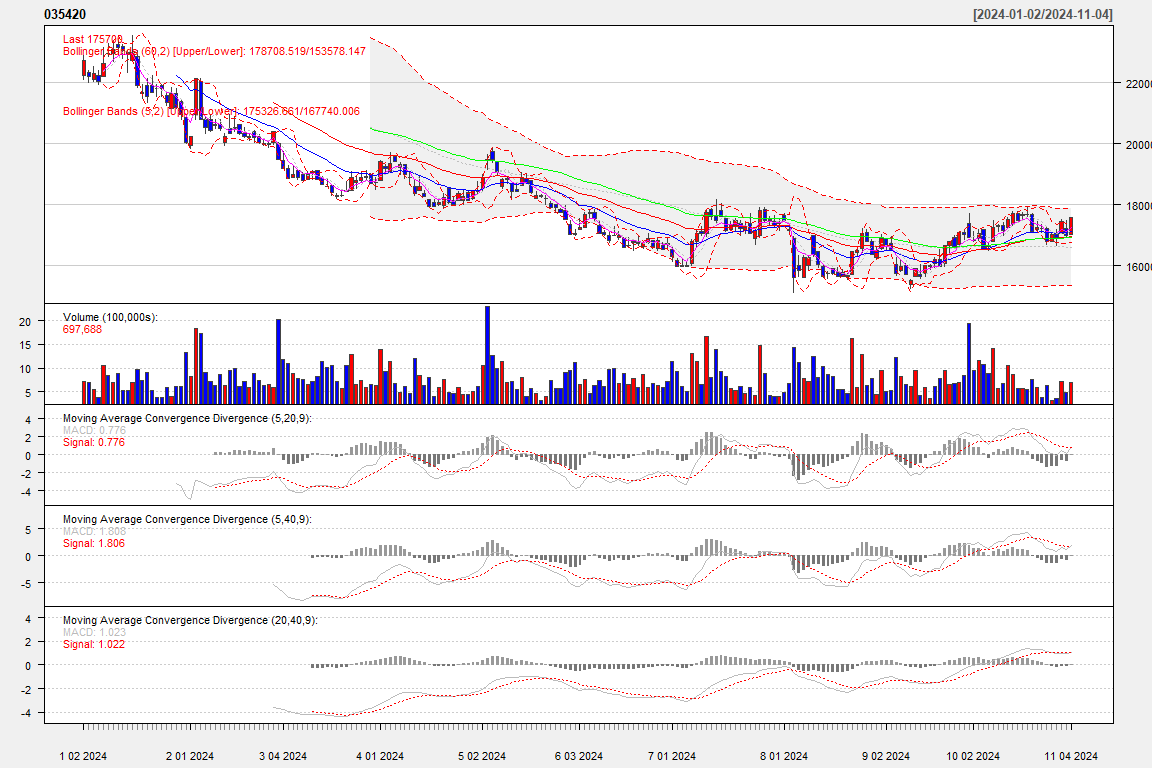 035420 [2024-01-02/2024-11-04]
Last 175700
Bollinger Bands (60,2) [Upper/Lower]: 178708.519/153578.147
Bollinger Bands (5,2) [Upper/Lower]: 175326.661/167740.006
22000
20000
18000
16000
Volume (100,000s):
697,688
20
15
10
5
Moving Average Convergence Divergence (5,20,9):
MACD: 0.776
Signal: 0.776
4
2
0
-2
-4
Moving Average Convergence Divergence (5,40,9):
MACD: 1.808
Signal: 1.806
5
0
-5
Moving Average Convergence Divergence (20,40,9):
MACD: 1.023
Signal: 1.022
4
2
0
-2
-4
1 02 2024 2 01 2024 3 04 2024 4 01 2024 5 02 2024 6 03 2024 7 01 2024 8 01 2024 9 02 2024 10 02 2024 11 04 2024